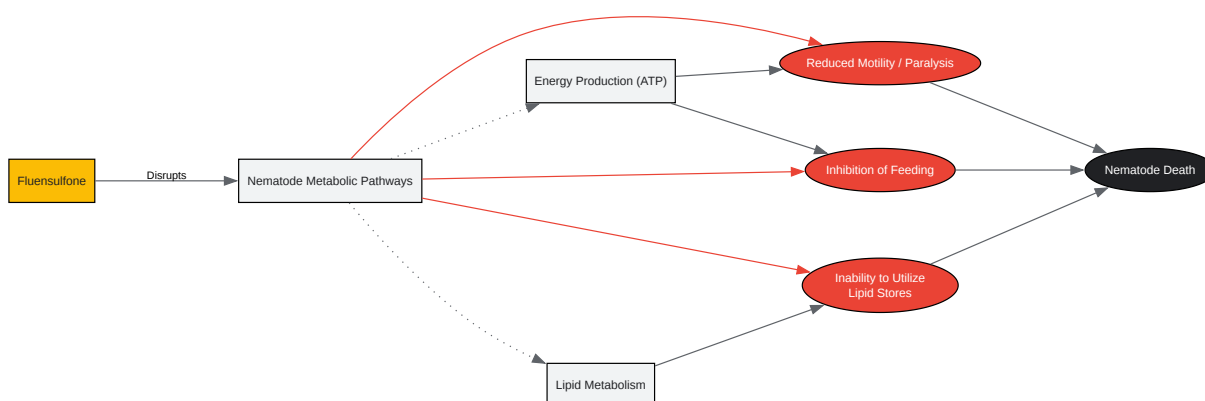 Fluensulfone
Disrupts
Nematode Metabolic Pathways
Energy Production (ATP)
Lipid Metabolism
Reduced Motility / Paralysis
Inhibition of Feeding
Inability to Utilize
Lipid Stores
Nematode Death